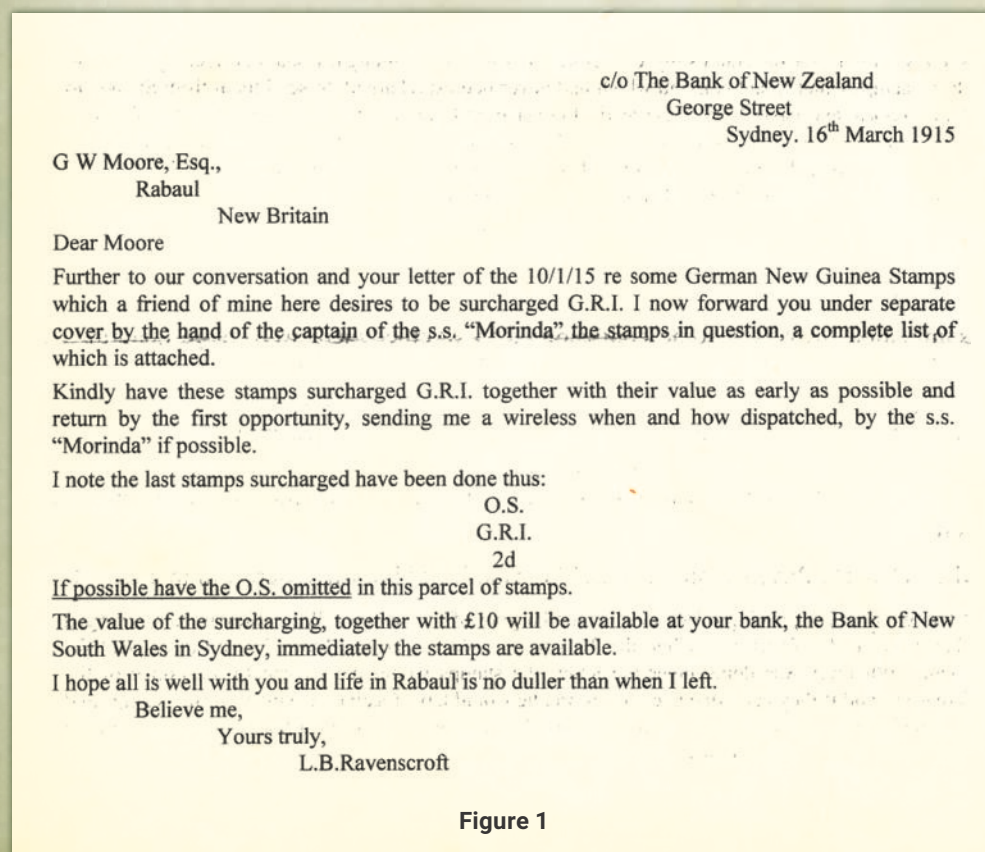 c/o The Bank of New Zealand
George Street
Sydney. 16th March 1915
G W Moore, Esq.,
Rabaul
New Britain
Dear Moore
Further to our conversation and your letter of the 10/1/15 re some German New Guinea Stamps
which a friend of mine here desires to be surcharged G.R.I. I now forward you under separate
cover by the hand of the captain of the s.s. “Morinda” the stamps in question, a complete list of
which is attached.
Kindly have these stamps surcharged G.R.I. together with their value as early as possible and
return by the first opportunity, sending me a wireless when and how dispatched, by the s.s.
“Morinda” if possible.
I note the last stamps surcharged have been done thus:
O.S.
G.R.I.
2d
If possible have the O.S. omitted in this parcel of stamps.
The value of the surcharging, together with £10 will be available at your bank, the Bank of New
South Wales in Sydney, immediately the stamps are available.
I hope all is well with you and life in Rabaul is no duller than when I left.
Believe me,
Yours truly,
L.B.Ravenscroft
Figure 1